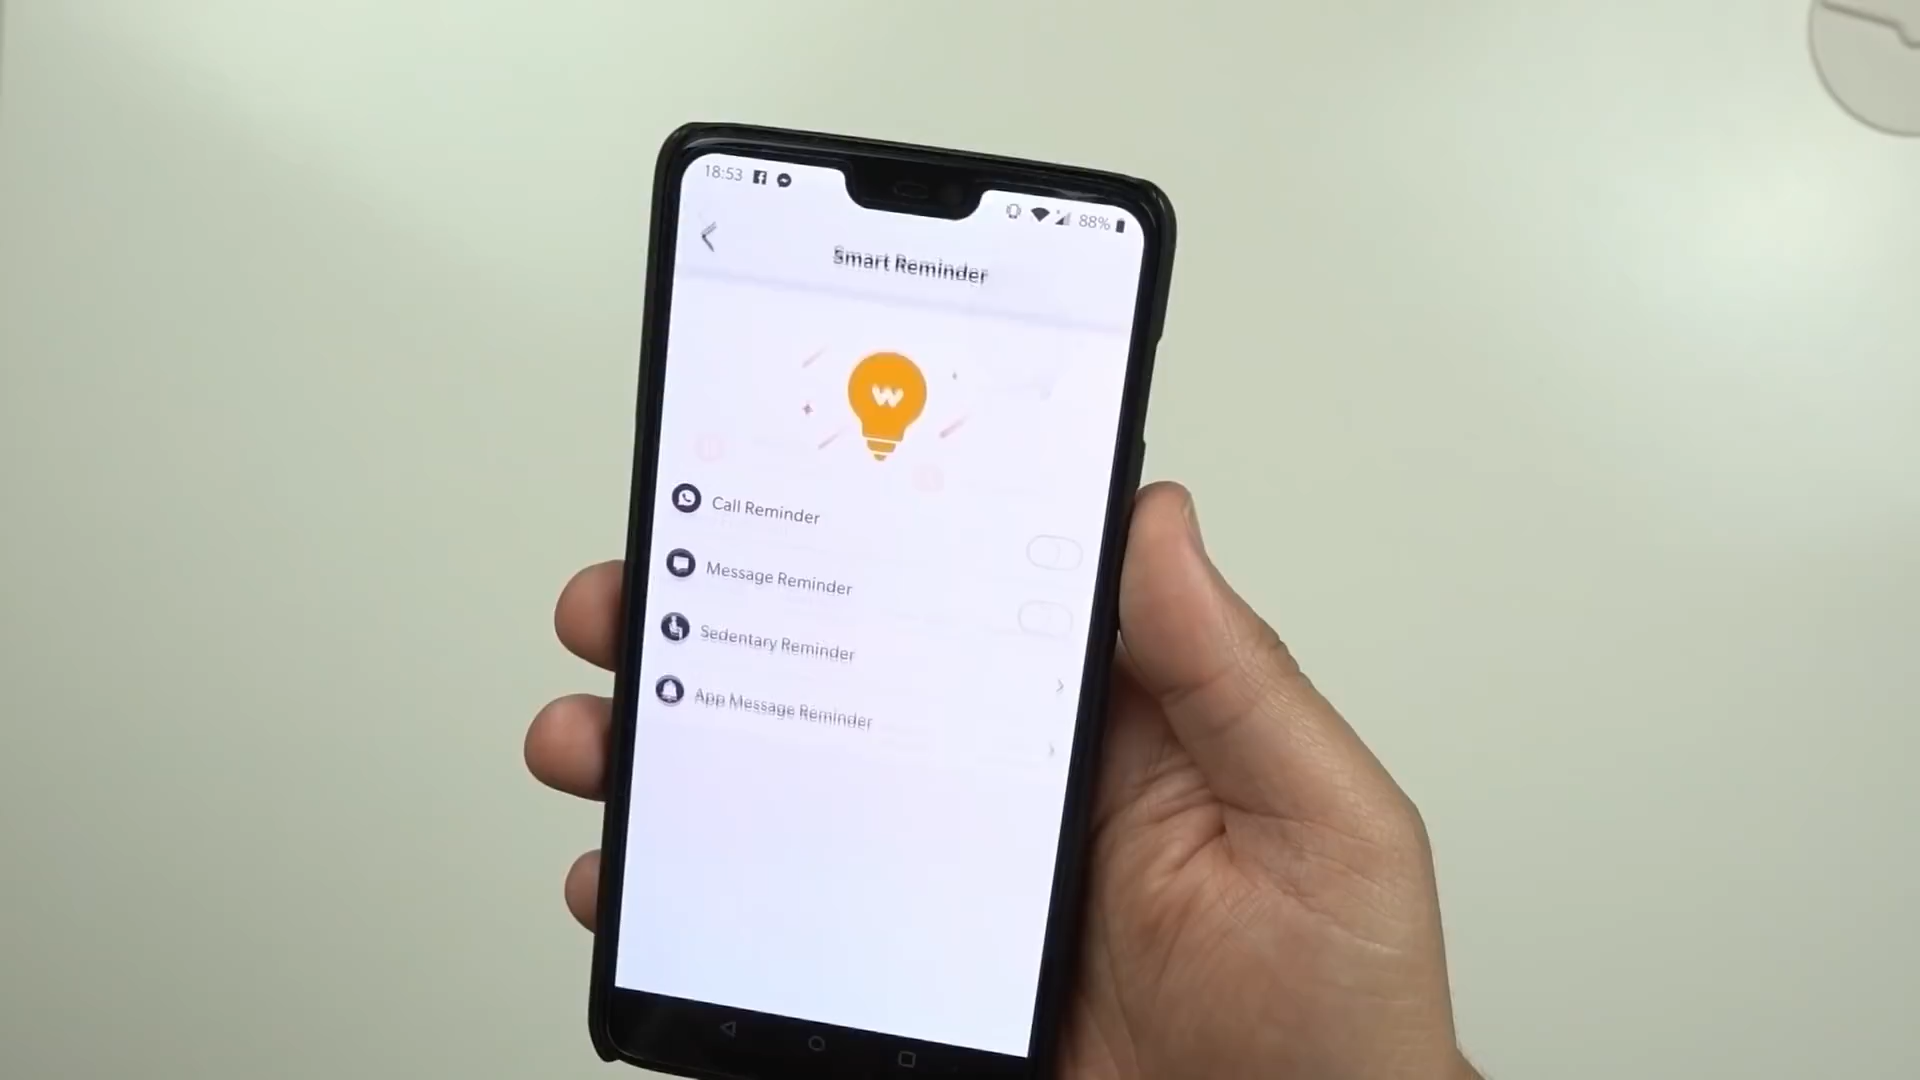 18:53
88%
Smart Reminder
W
Call Reminder
Message Reminder
Sedentary Reminder
App Message Reminder